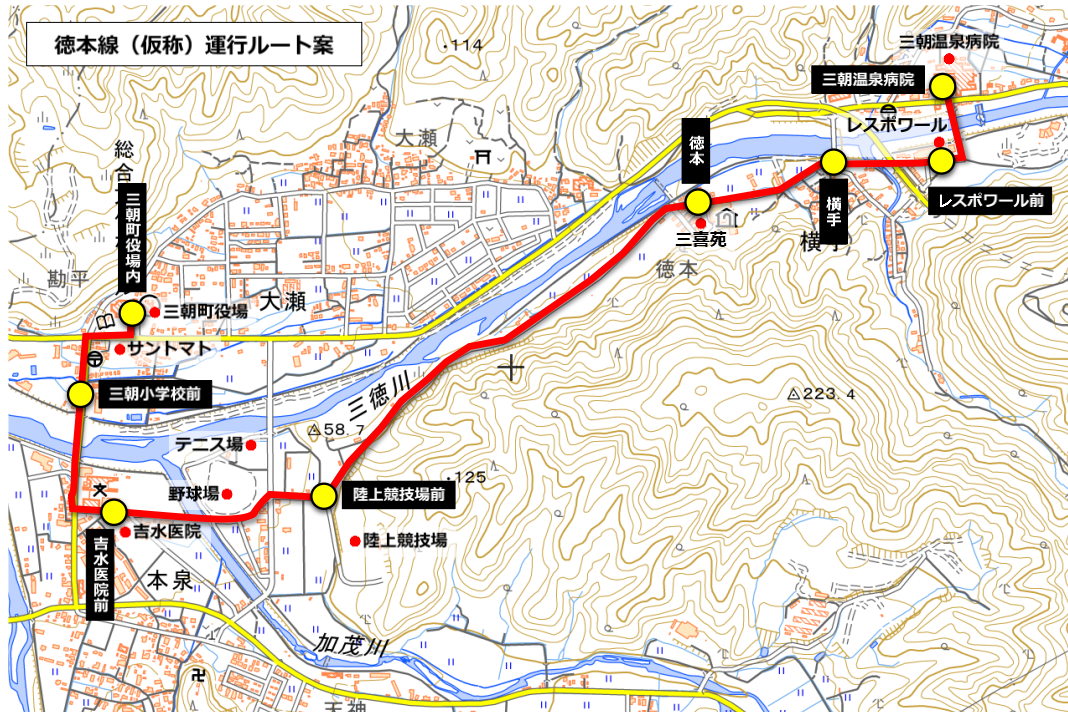 徳本線（仮称）運行ルート案
・114
三朝温泉病院
三朝温泉病院
レスポワール
レスポワール前
大瀬
徳本
横手
三喜苑
徳本
総合
三朝町役場内
勘平
三朝町役場
大瀬
サントマト
三朝小学校前
三徳川
223.4
58.7
テニス場
・125
野球場
陸上競技場前
吉水医院
陸上競技場
吉水医院前
本泉
加茂川
天神